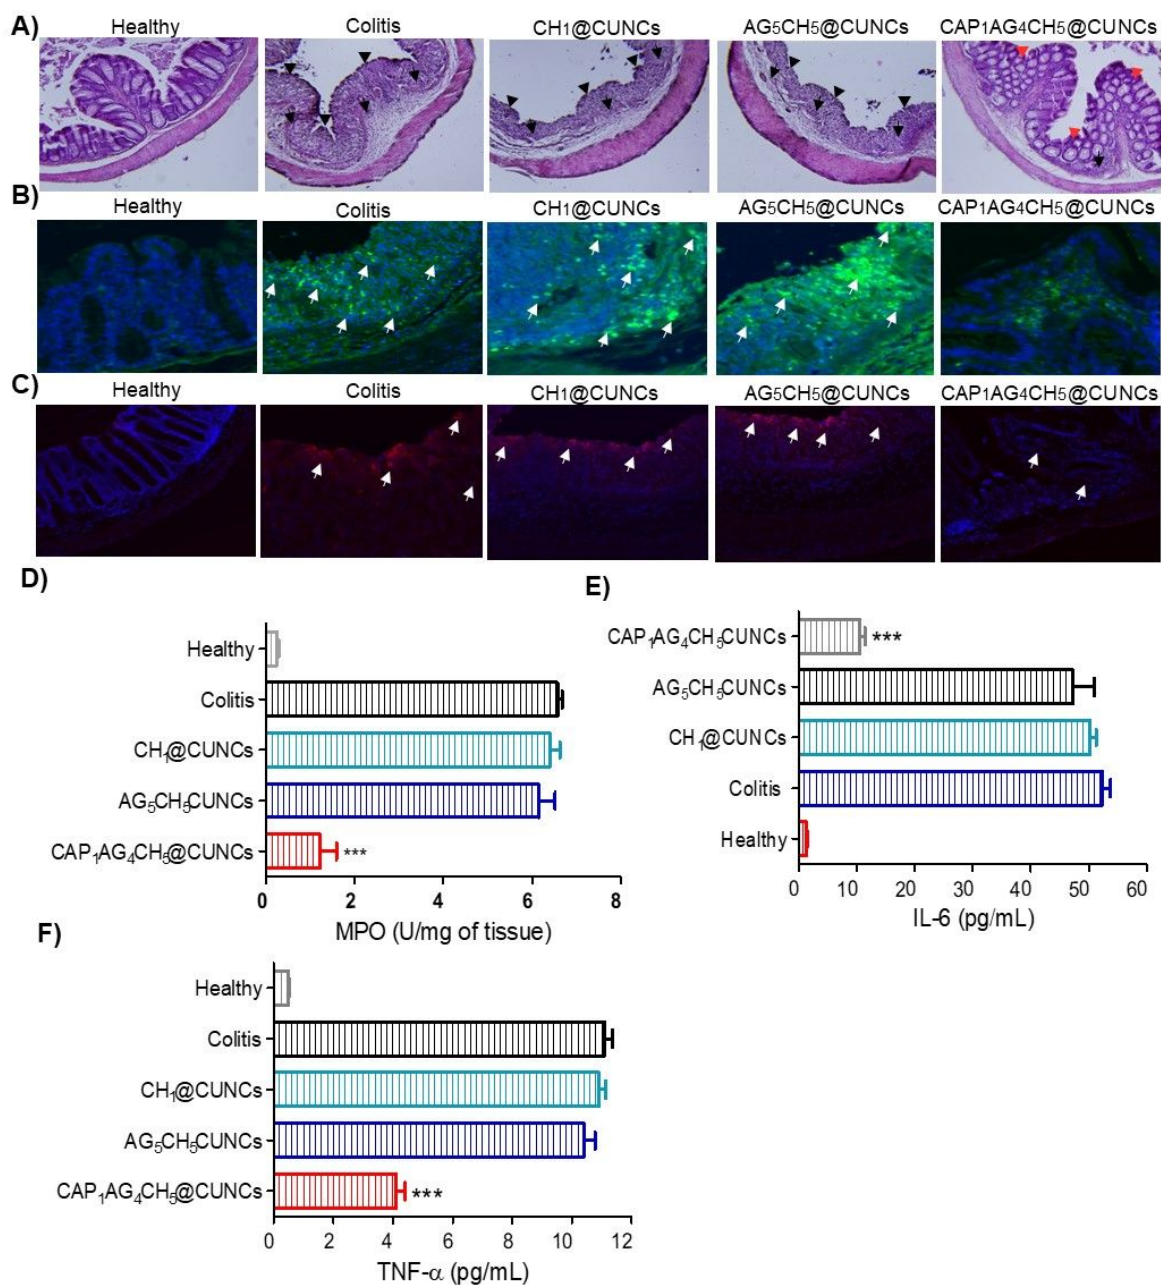 A) Healthy Colitis CH1@CUNCs AG5CH5@CUNCs CAP1AG4CH5@CUNCs
B) Healthy Colitis CH1@CUNCs AG5CH5@CUNCs CAP1AG4CH5@CUNCs
C) Healthy Colitis CH1@CUNCs AG5CH5@CUNCs CAP1AG4CH5@CUNCs
D)
Healthy
Colitis
CH₁@CUNCs
AG₅CH₅CUNCs
CAP₁AG₄CH₅@CUNCs ***
0 2 4 6 8
MPO (U/mg of tissue)
E)
CAP₁AG₄CH₅CUNCs ***
AG₅CH₅CUNCs
CH₁@CUNCs
Colitis
Healthy
0 10 20 30 40 50 60
IL-6 (pg/mL)
F)
Healthy
Colitis
CH₁@CUNCs
AG₅CH₅CUNCs
CAP₁AG₄CH₅@CUNCs ***
0 2 4 6 8 10 12
TNF-α (pg/mL)